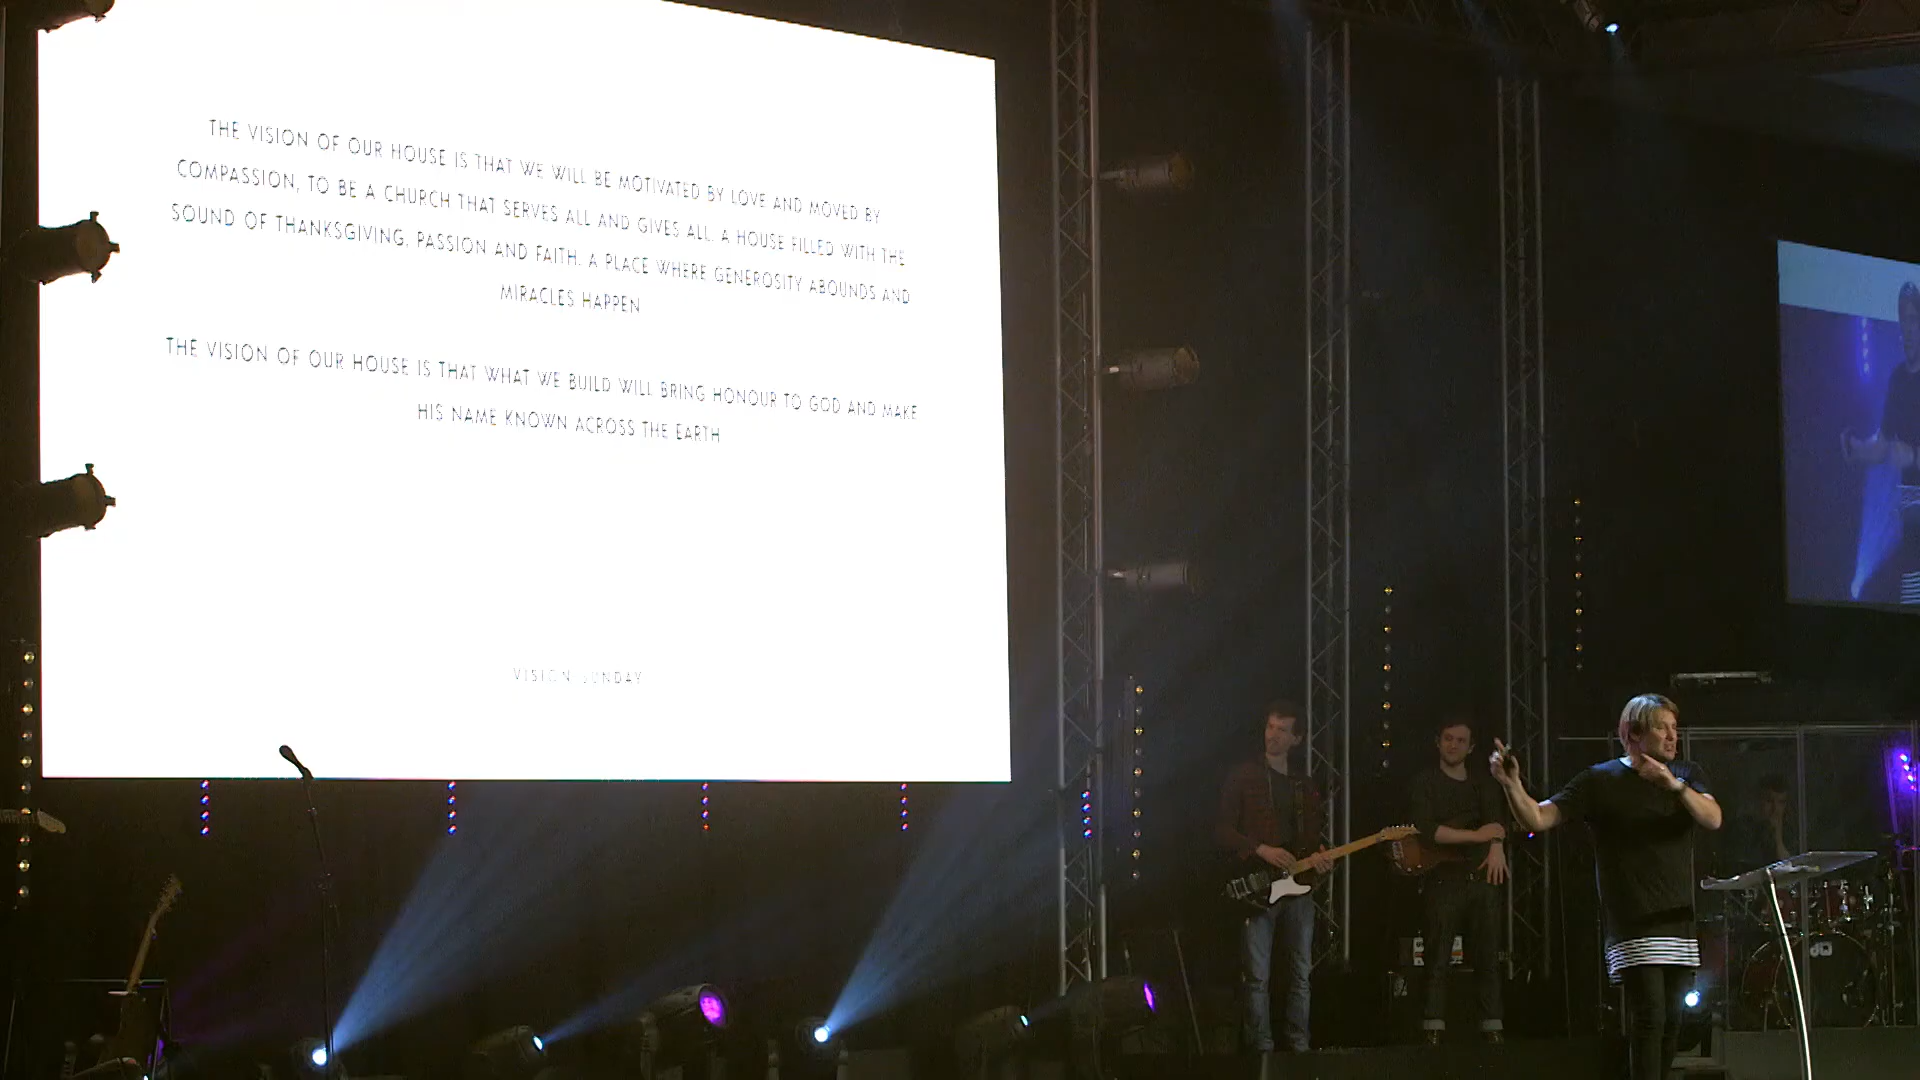 THE VISION OF OUR HOUSE IS THAT WE WILL BE MOTIVATED BY LOVE AND MOVED BY
COMPASSION, TO BE A CHURCH THAT SERVES ALL AND GIVES ALL. A HOUSE FILLED WITH THE
SOUND OF THANKSGIVING, PASSION AND FAITH. A PLACE WHERE GENEROSITY ABOUNDS AND
MIRACLES HAPPEN
THE VISION OF OUR HOUSE IS THAT WHAT WE BUILD WILL BRING HONOUR TO GOD AND MAKE
HIS NAME KNOWN ACROSS THE EARTH
VISION SUNDAY